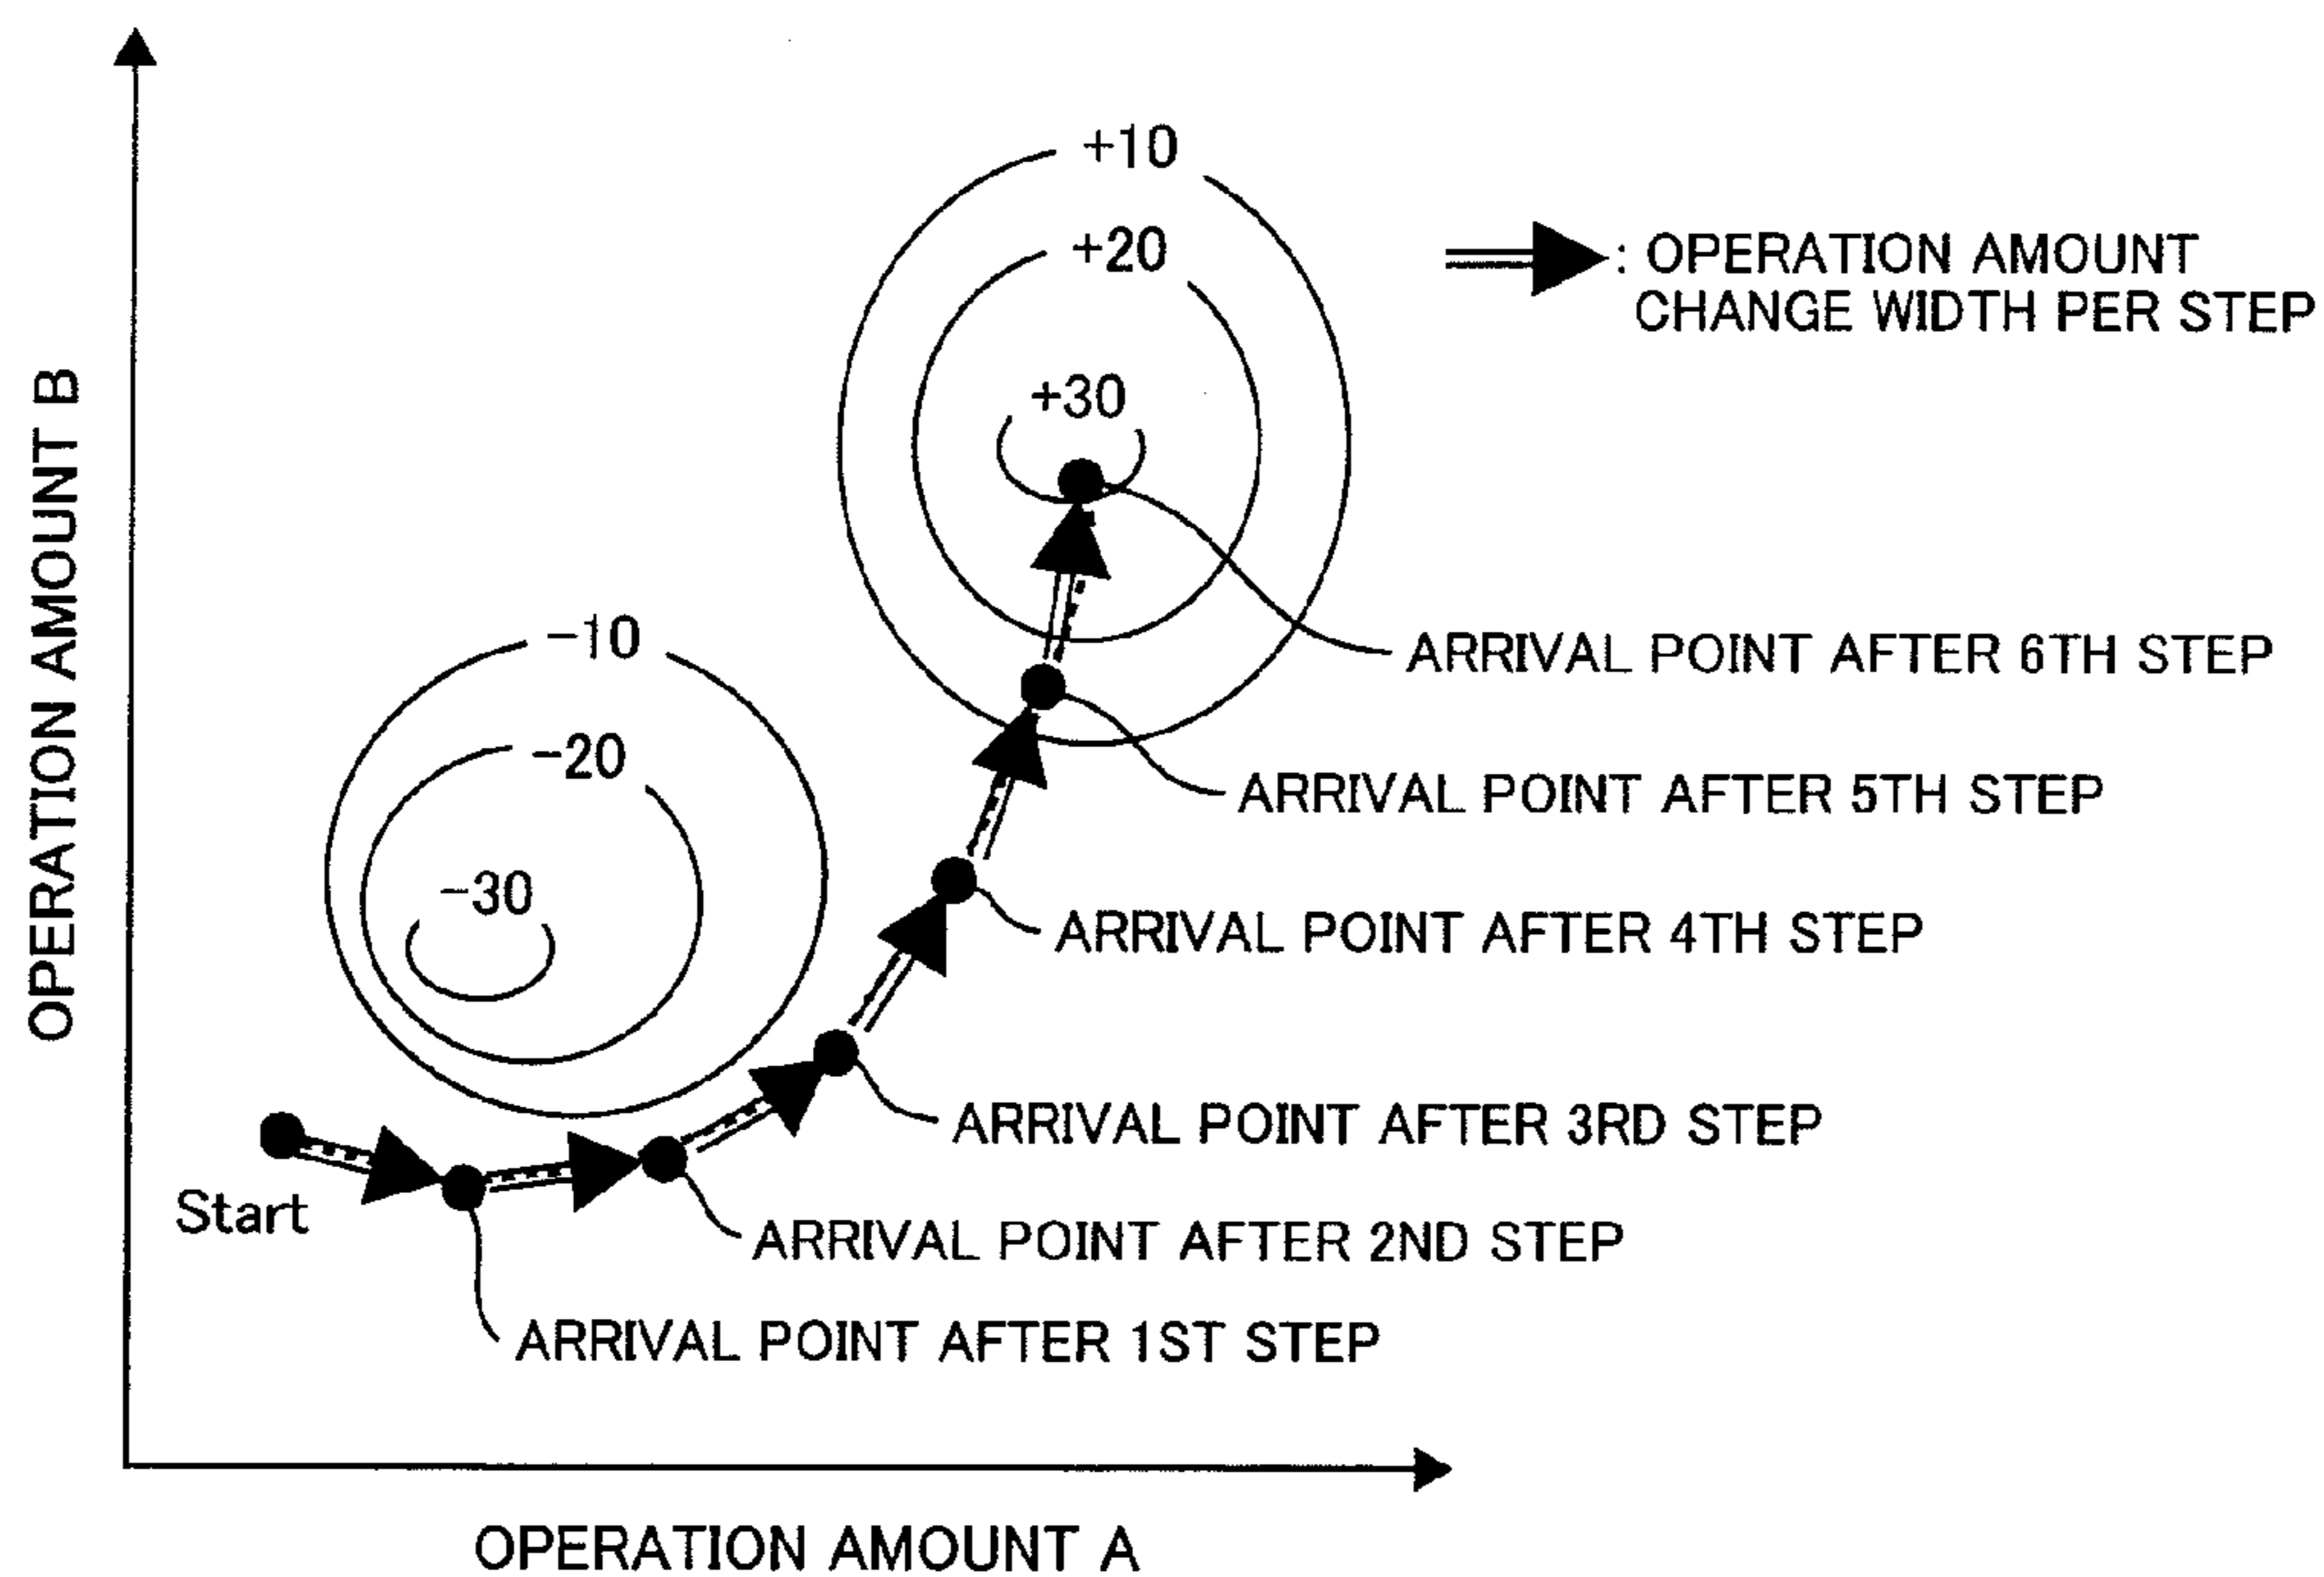 +10
+20
: OPERATION AMOUNT
CHANGE WIDTH PER STEP
+30
OPERATION AMOUNT B
-10
ARRIVAL POINT AFTER 6TH STEP
-20
ARRIVAL POINT AFTER 5TH STEP
-30
ARRIVAL POINT AFTER 4TH STEP
ARRIVAL POINT AFTER 3RD STEP
Start
ARRIVAL POINT AFTER 2ND STEP
ARRIVAL POINT AFTER 1ST STEP
OPERATION AMOUNT A